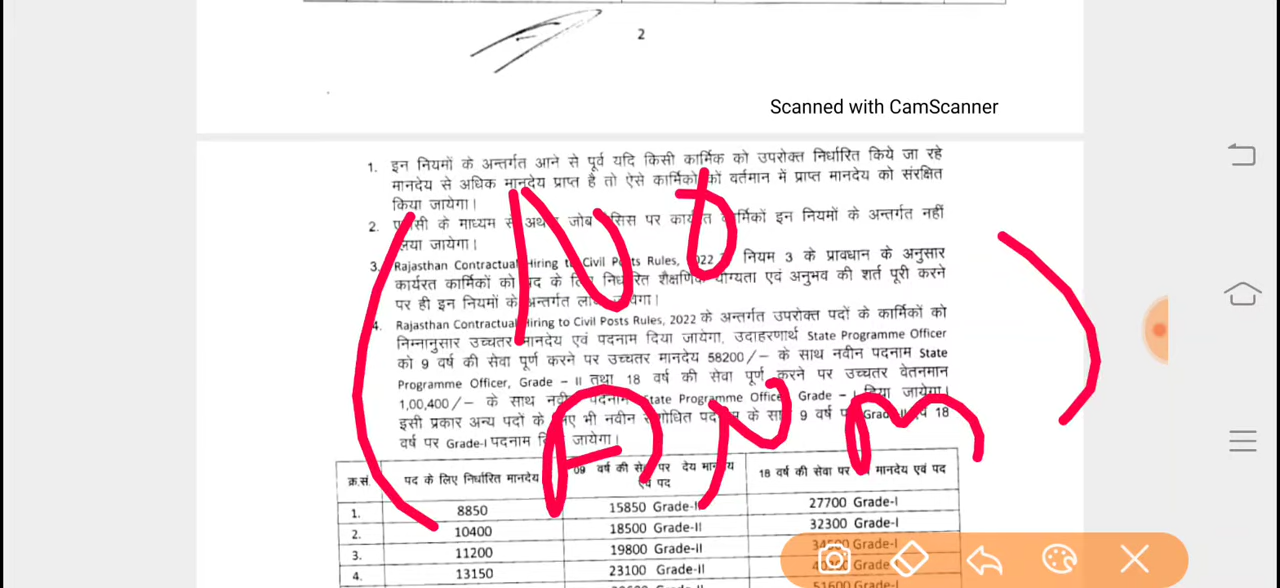 2
Scanned with CamScanner
1. इन नियमों के अन्तर्गत आने से पूर्व यदि किसी कार्मिक को उपरोक्त निर्धारित किये जा रहे
मानदेय से अधिक मानदेय प्राप्त है तो ऐसे कार्मिकों को वर्तमान में प्राप्त मानदेय को संरक्षित
किया जायेगा।
2. के माध्यम से जोब पर कार्यरत कार्मिकों इन नियमों के अन्तर्गत नहीं
लिया जायेगा।
3. Rajasthan Contractual Hiring to Civil Posts Rules, 2022 नियम 3 के प्रावधान के अनुसार
कार्यरत कार्मिकों को पद के लिए निर्धारित शैक्षणिक योग्यता एवं अनुभव की शर्त पूरी करने
पर ही इन नियमों के अन्तर्गत जायेगा।
4. Rajasthan Contractual Hiring to Civil Posts Rules, 2022 के अन्तर्गत उपरोक्त पदों के कार्मिकों को
निम्नानुसार उच्चतर मानदेय एवं पदनाम दिया जायेगा, उदाहरणार्थ State Programme Officer
को 9 वर्ष की सेवा पूर्ण करने पर उच्चतर मानदेय 58200/- के साथ नवीन पदनाम State
Programme Officer, Grade – II तथा 18 वर्ष की सेवा पूर्ण करने पर उच्चतर वेतनमान
1,00,400/- के साथ नवीन पदनाम State Programme Officer Grade – I दिया जायेगा।
इसी प्रकार अन्य पदों के लिए भी नवीन संशोधित पदनाम के साथ 9 वर्ष पर Grade-II एवं 18
वर्ष पर Grade-I पदनाम दिया जायेगा।
क्र.सं. पद के लिए निर्धारित मानदेय 09 वर्ष की सेवा पर देय मानदेय एवं पद 18 वर्ष की सेवा पर मानदेय एवं पद
1. 8850 15850 Grade-II 27700 Grade-I
2. 10400 18500 Grade-II 32300 Grade-I
3. 11200 19800 Grade-II Grade-I
4. 13150 23100 Grade-II Grade
51600 Grade-I
No